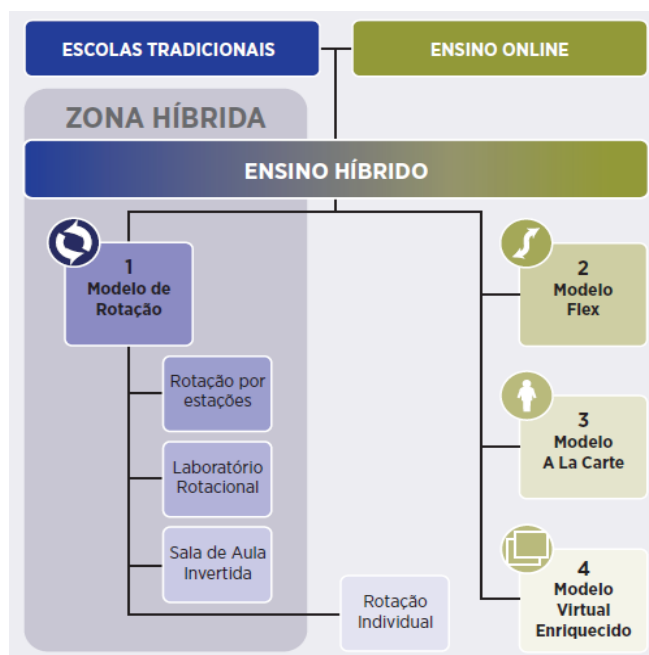 ESCOLAS TRADICIONAIS
ENSINO ONLINE
ZONA HÍBRIDA
ENSINO HÍBRIDO
1
Modelo de
Rotação
Rotação por
estações
Laboratório
Rotacional
Sala de Aula
Invertida
Rotação
Individual
2
Modelo
Flex
3
Modelo
A La Carte
4
Modelo
Virtual
Enriquecido